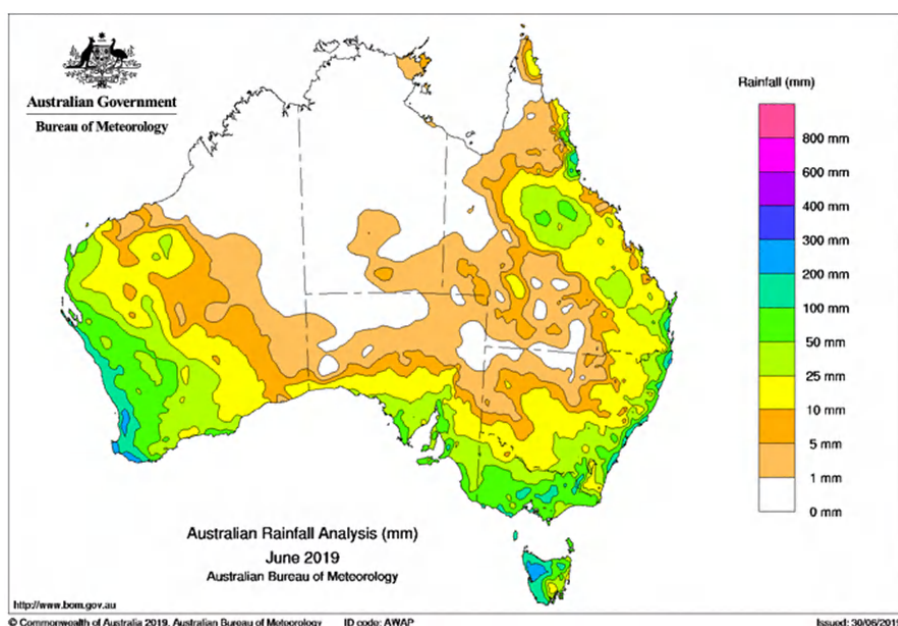 Australian Government
Bureau of Meteorology
Rainfall (mm)
800 mm
600 mm
400 mm
300 mm
200 mm
100 mm
50 mm
25 mm
10 mm
5 mm
1 mm
0 mm
Australian Rainfall Analysis (mm)
June 2019
Australian Bureau of Meteorology
http://www.bom.gov.au
© Commonwealth of Australia 2019, Australian Bureau of Meteorology ID code: AWAP Issued: 30/06/2019